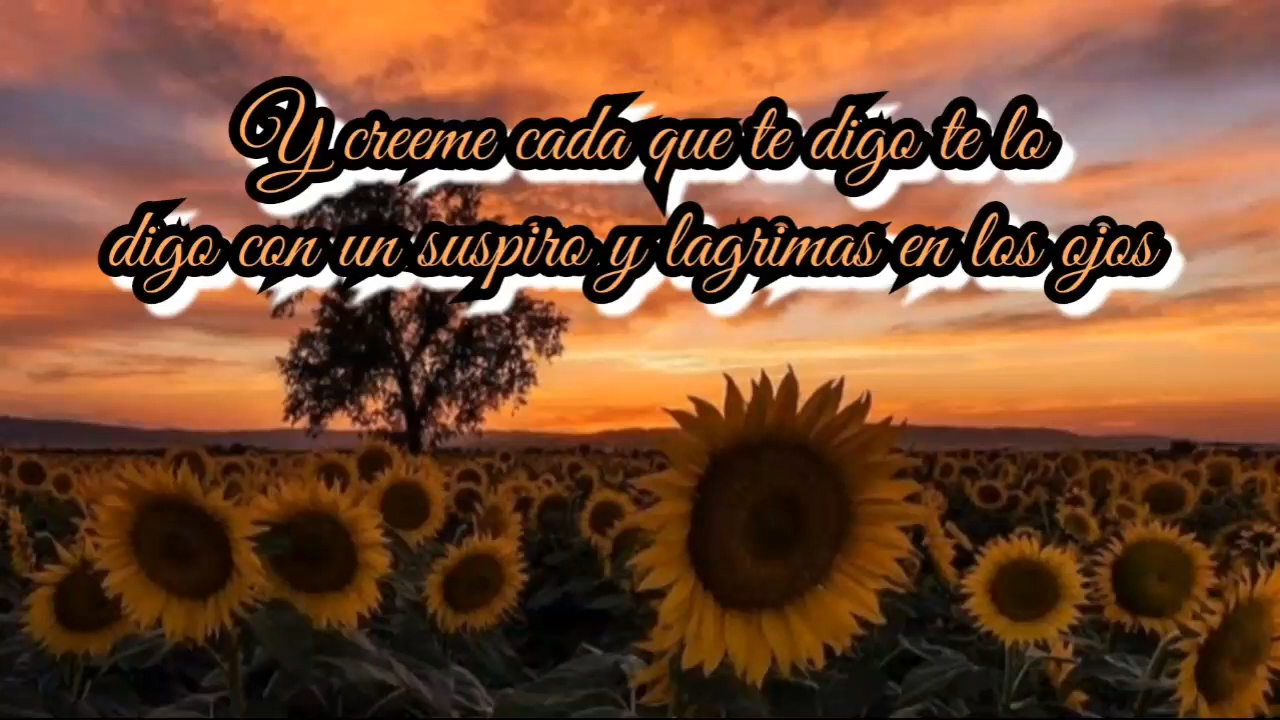 Y creeme cada que te digo te lo
digo con un suspiro y lagrimas en los ojos